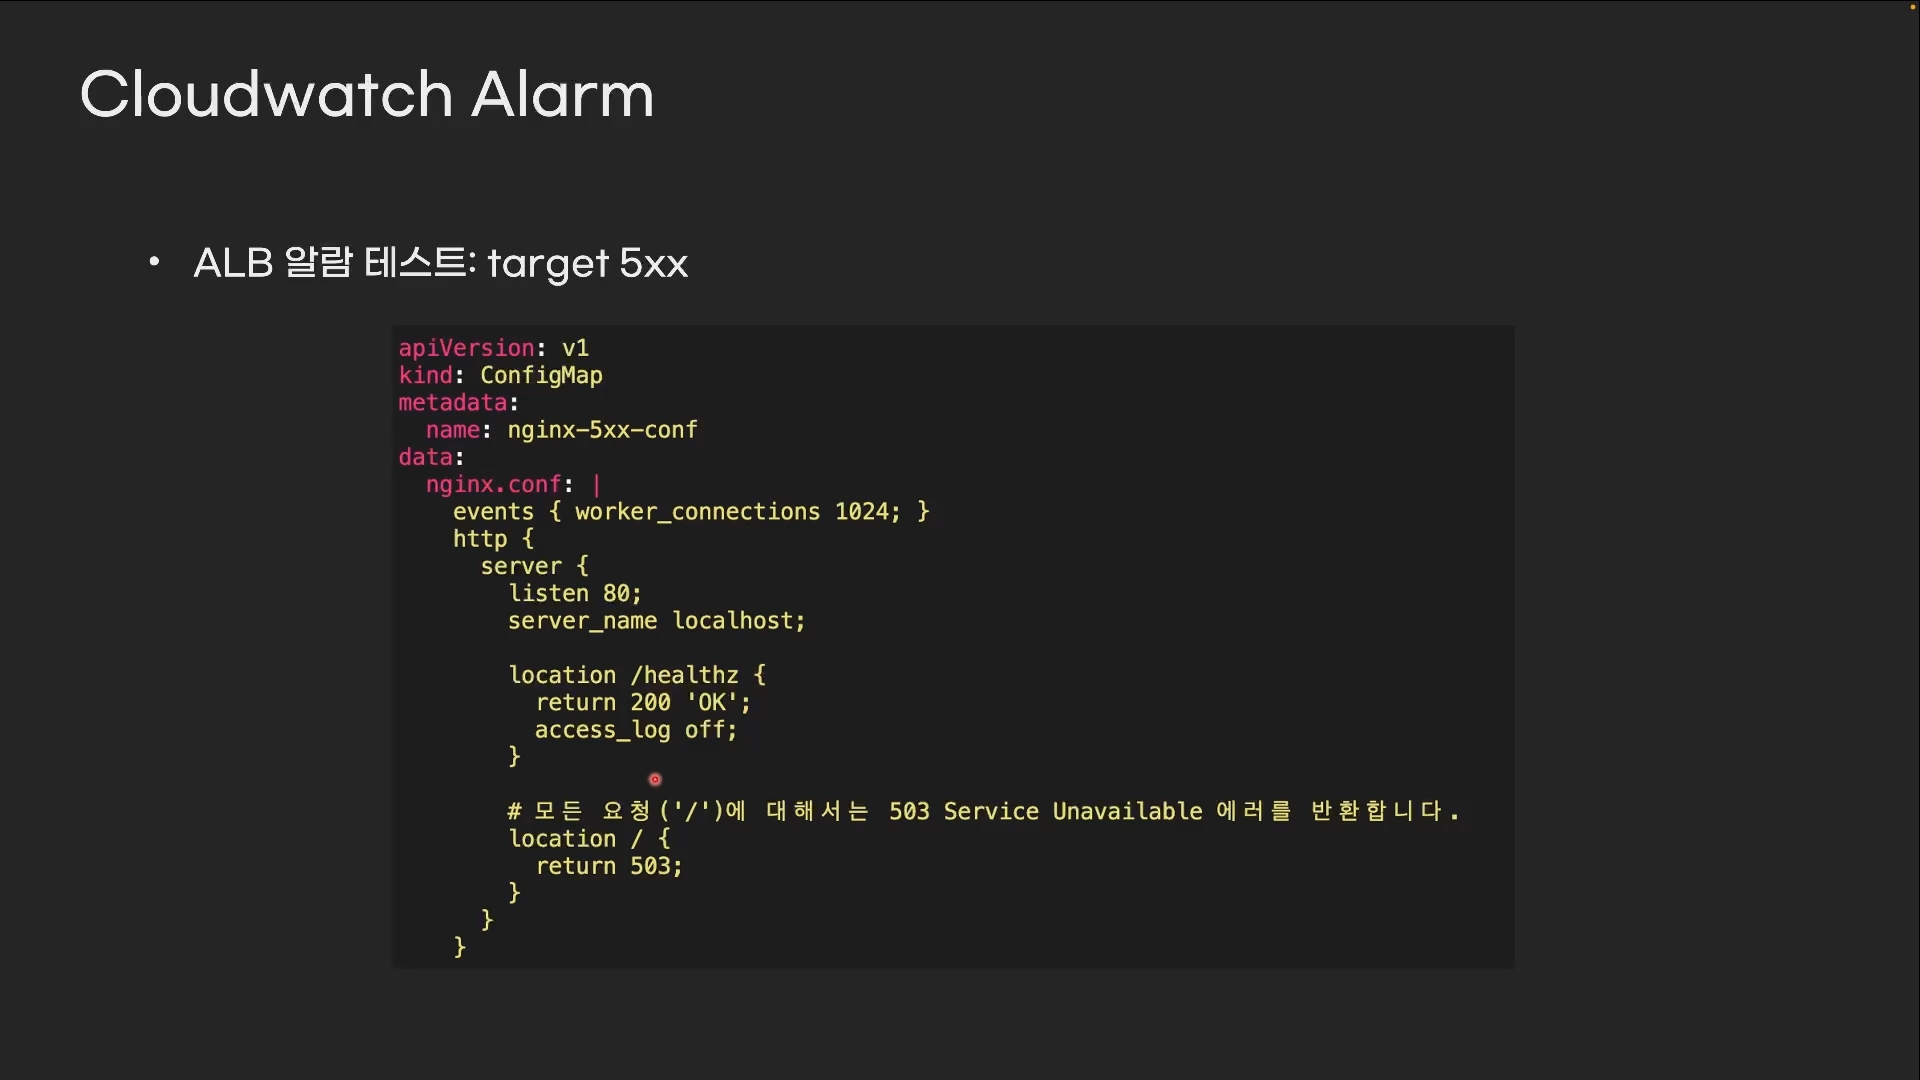 Cloudwatch Alarm
• ALB 알람 테스트: target 5xx
apiVersion: v1
kind: ConfigMap
metadata:
  name: nginx-5xx-conf
data:
  nginx.conf: |
    events { worker_connections 1024; }
    http {
      server {
        listen 80;
        server_name localhost;

        location /healthz {
          return 200 'OK';
          access_log off;
        }

        # 모든 요청('/')에 대해서는 503 Service Unavailable 에러를 반환합니다.
        location / {
          return 503;
        }
      }
    }